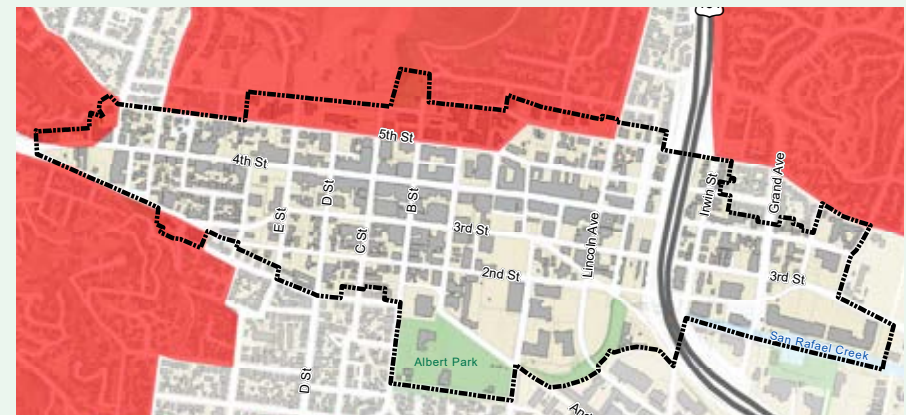 5th St
4th St
D St
E St
B St
C St
3rd St
2nd St
Lincoln Ave
Irwin St
Grand Ave
3rd St
San Rafael Creek
Albert Park
D St